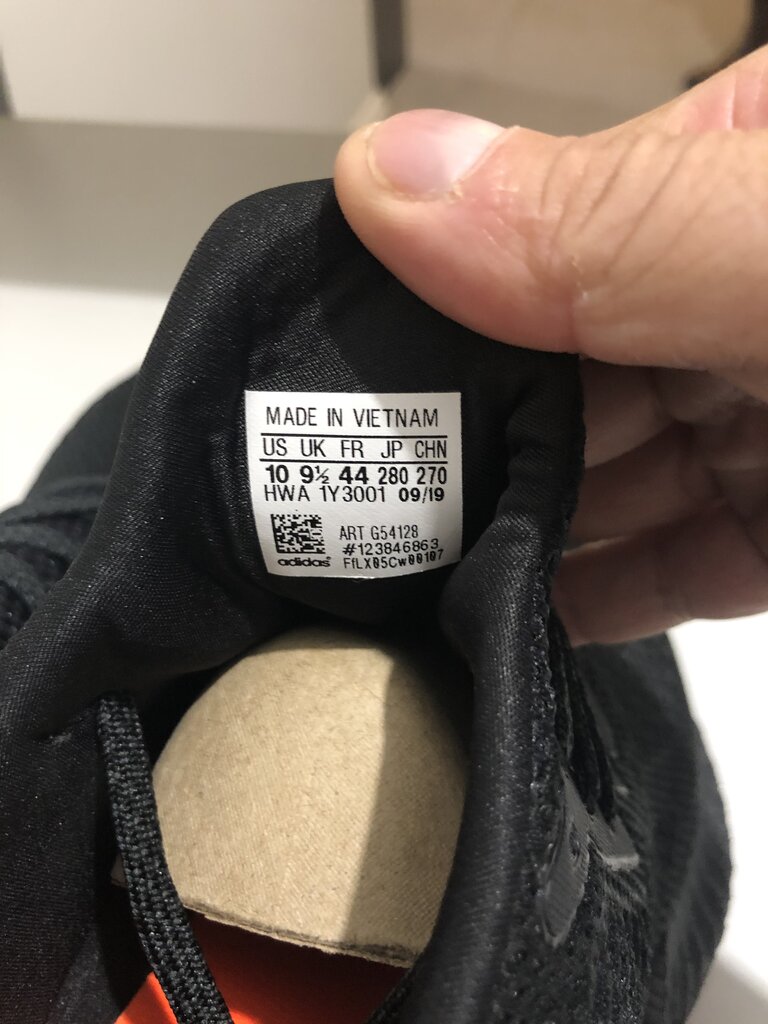 MADE IN VIETNAM
US UK FR JP CHN
10 9½ 44 280 270
HWA 1Y3001 09/19
ART G54128
#123846863
adidas FfLX05Cw00107